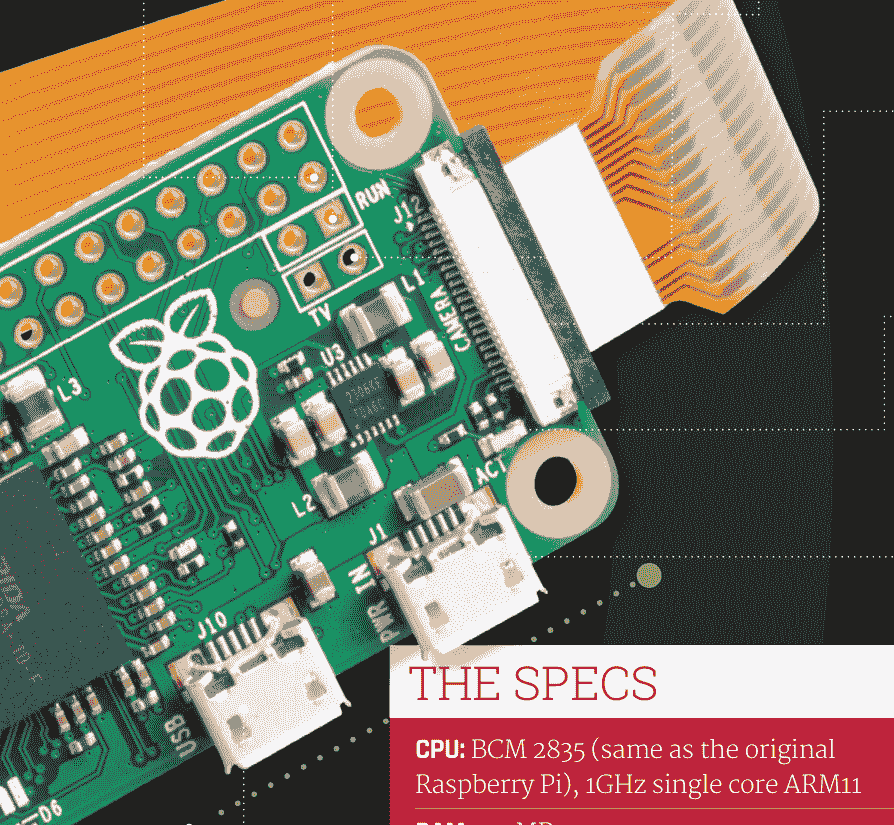 RUN
J12
TV
L1
CAMERA
U3
L3
L2
ACT
J1
PWR IN
J10
USB
D6
THE SPECS
CPU: BCM 2835 (same as the original
Raspberry Pi), 1GHz single core ARM11